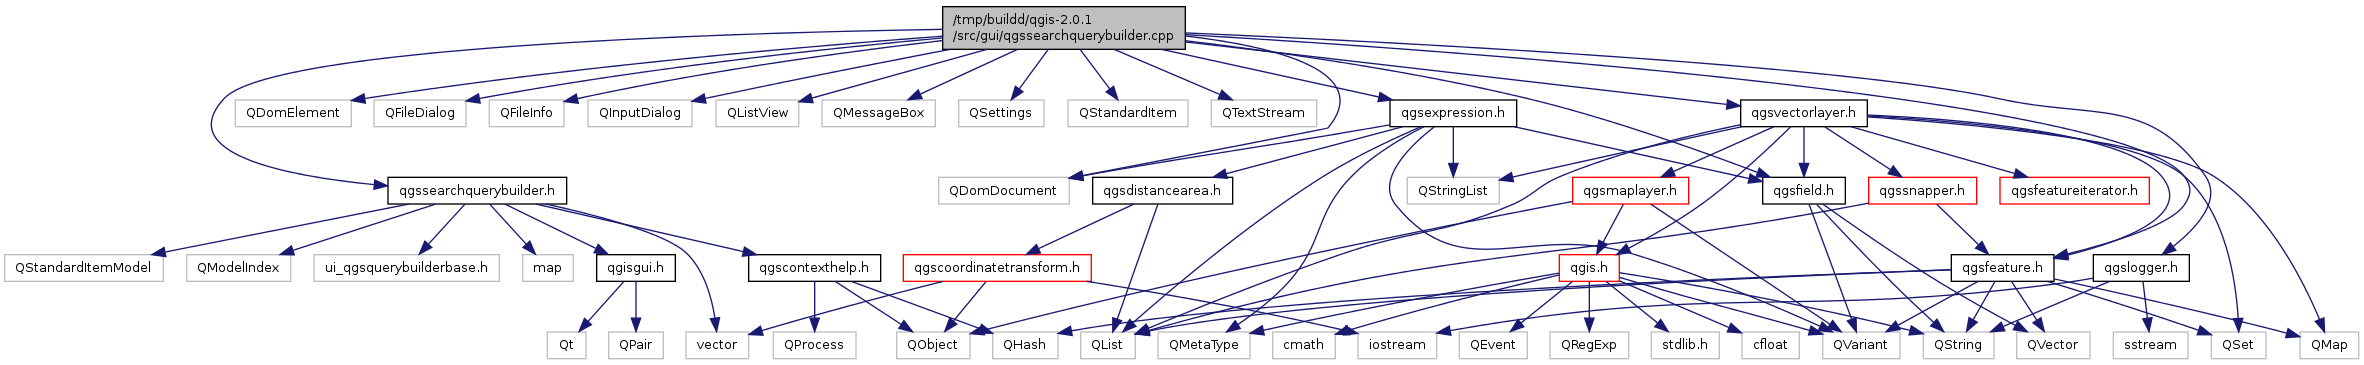 /tmp/buildd/qgis-2.0.1
/src/gui/qgssearchquerybuilder.cpp
QDomElement
QFileDialog
QFileInfo
QInputDialog
QListView
QMessageBox
QSettings
QStandardItem
QTextStream
qgsexpression.h
qgsvectorlayer.h
qgssearchquerybuilder.h
QDomDocument
qgsdistancearea.h
QStringList
qgsmaplayer.h
qgsfield.h
qgssnapper.h
qgsfeatureiterator.h
QStandardItemModel
QModelIndex
ui_qgsquerybuilderbase.h
map
qgisgui.h
qgscontexthelp.h
qgscoordinatetransform.h
qgis.h
qgsfeature.h
qgslogger.h
Qt
QPair
vector
QProcess
QObject
QHash
QList
QMetaType
cmath
iostream
QEvent
QRegExp
stdlib.h
cfloat
QVariant
QString
QVector
sstream
QSet
QMap